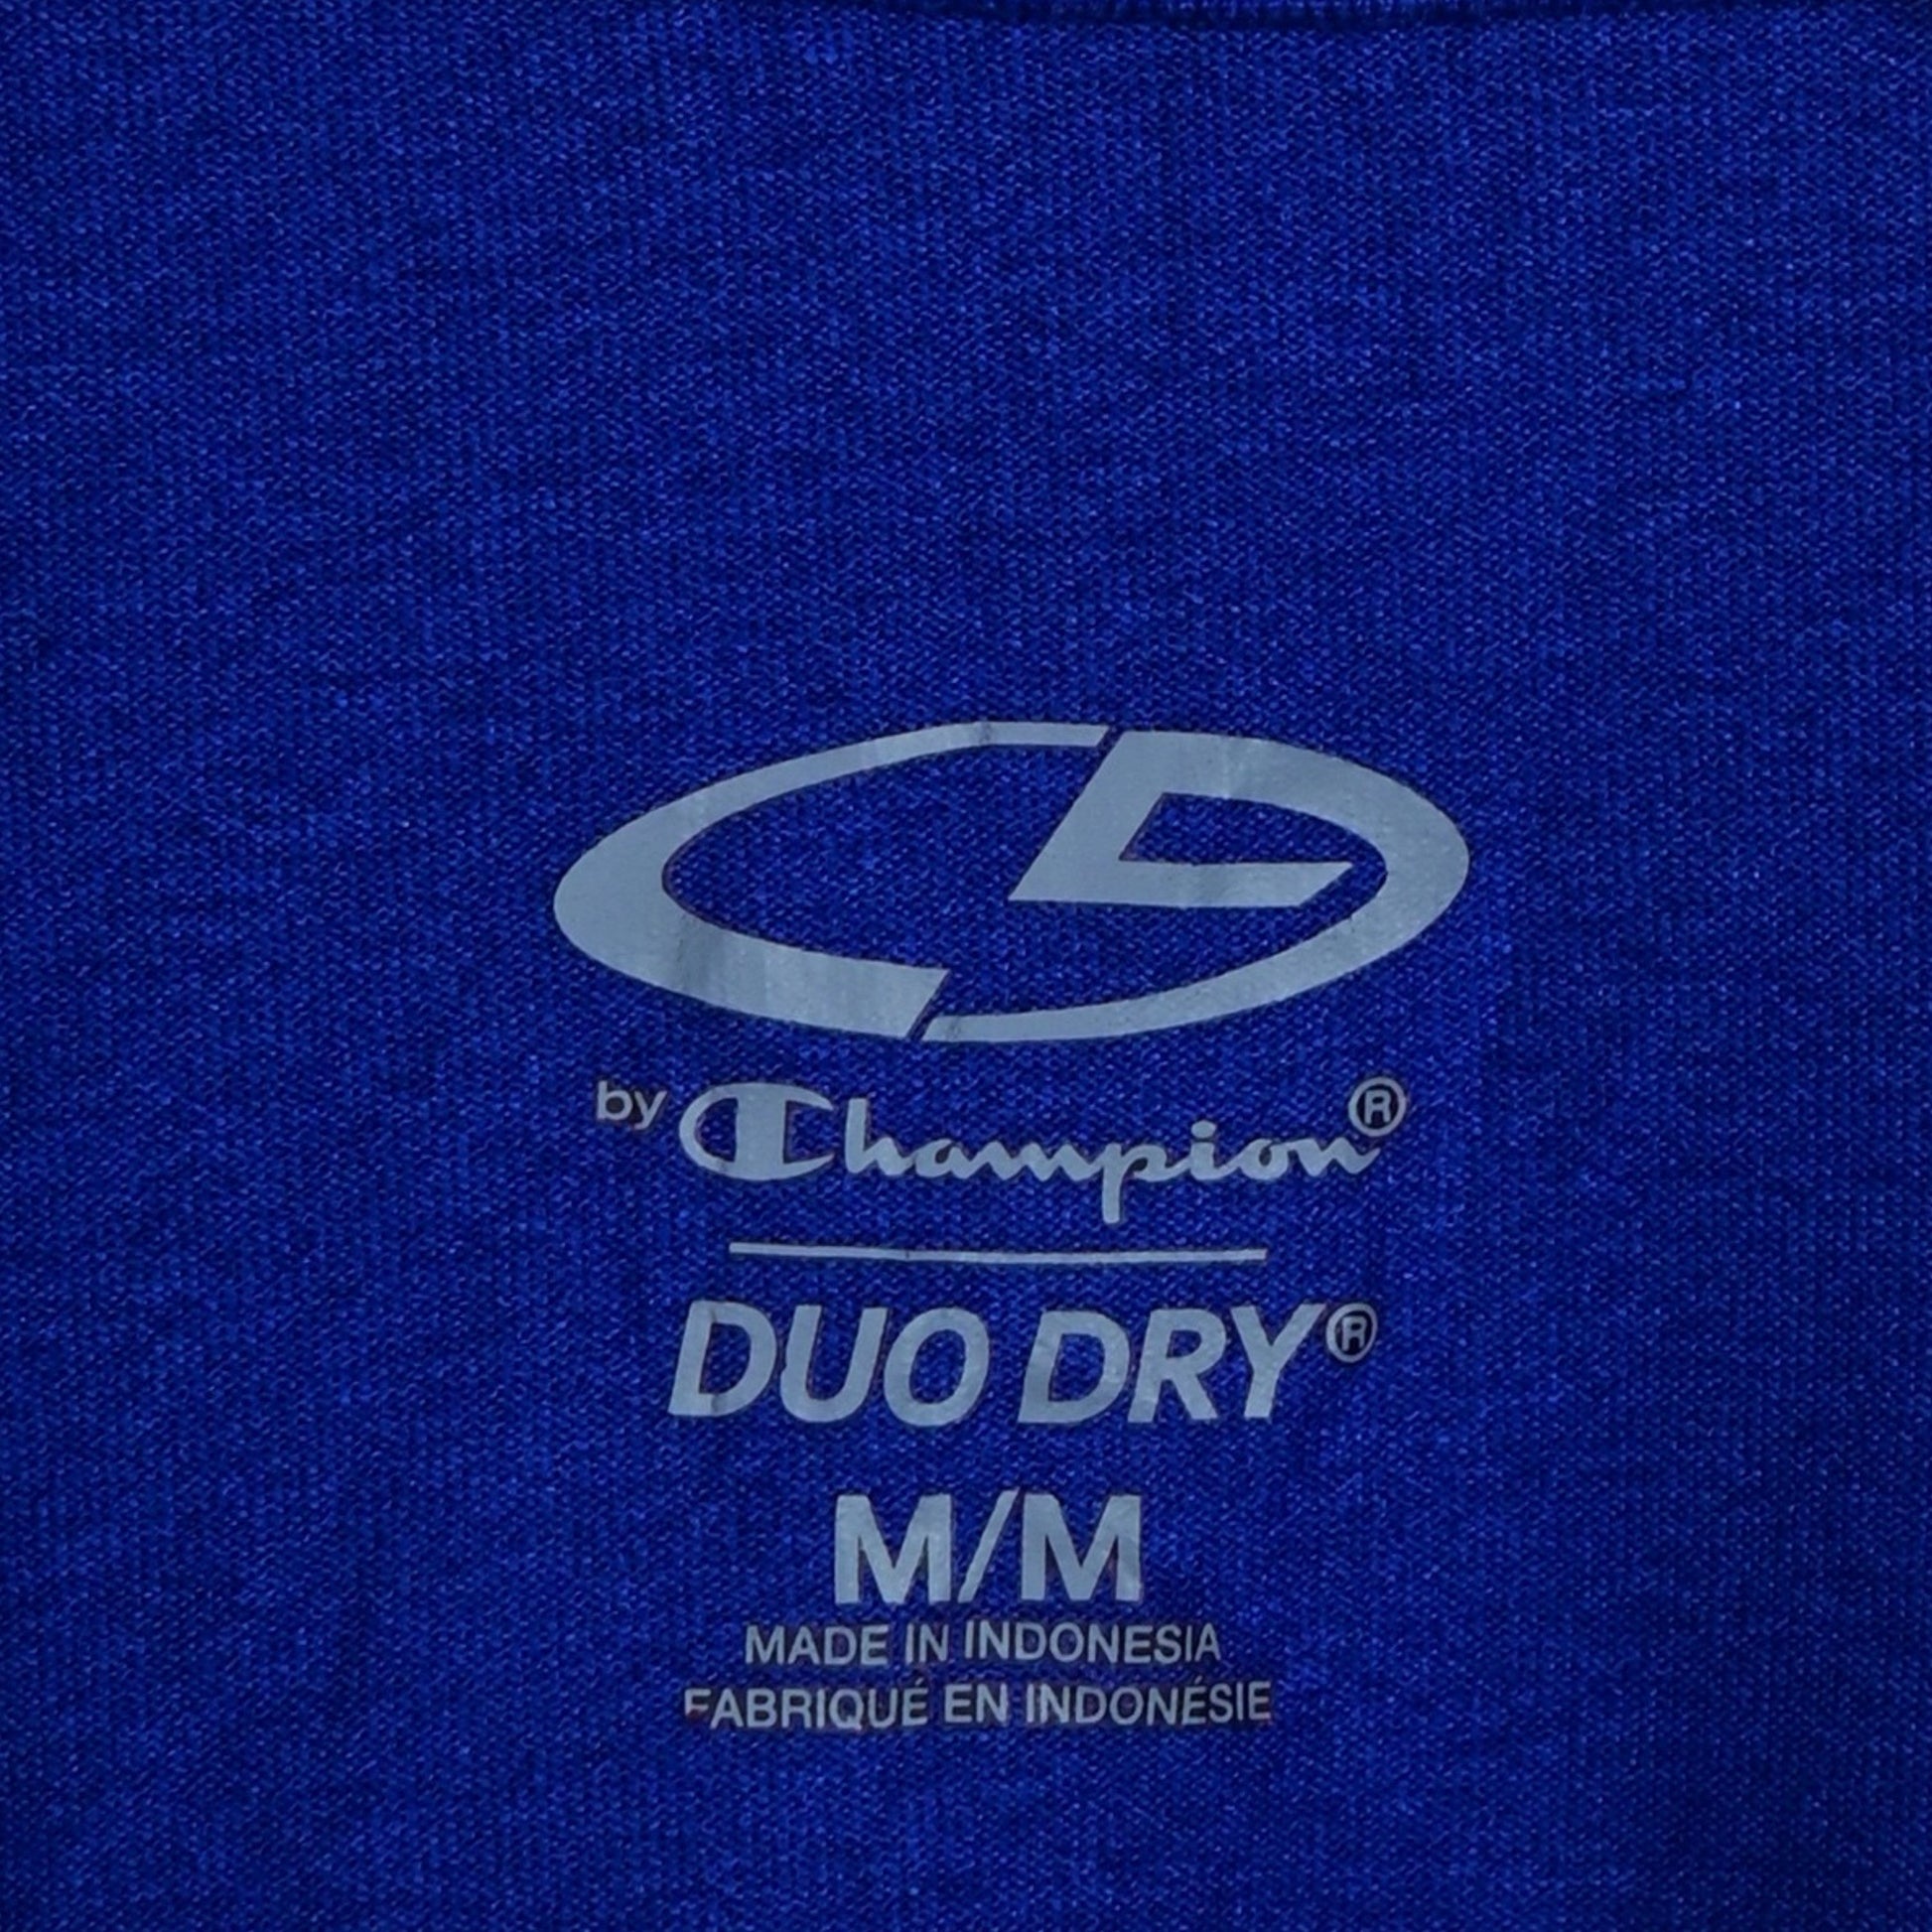 by Champion®
DUO DRY®
M/M
MADE IN INDONESIA
FABRIQUÉ EN INDONÉSIE